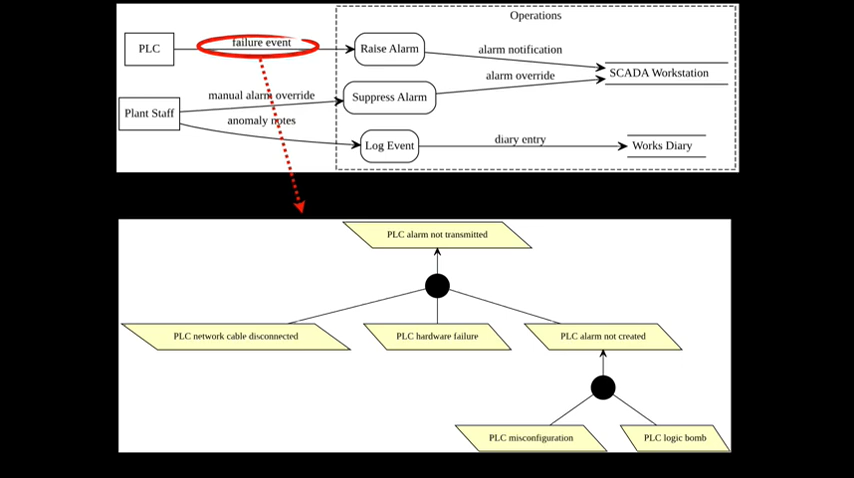 Operations
PLC
failure event
Raise Alarm
alarm notification
SCADA Workstation
alarm override
manual alarm override
Suppress Alarm
Plant Staff
anomaly notes
Log Event
diary entry
Works Diary
PLC alarm not transmitted
PLC network cable disconnected
PLC hardware failure
PLC alarm not created
PLC misconfiguration
PLC logic bomb